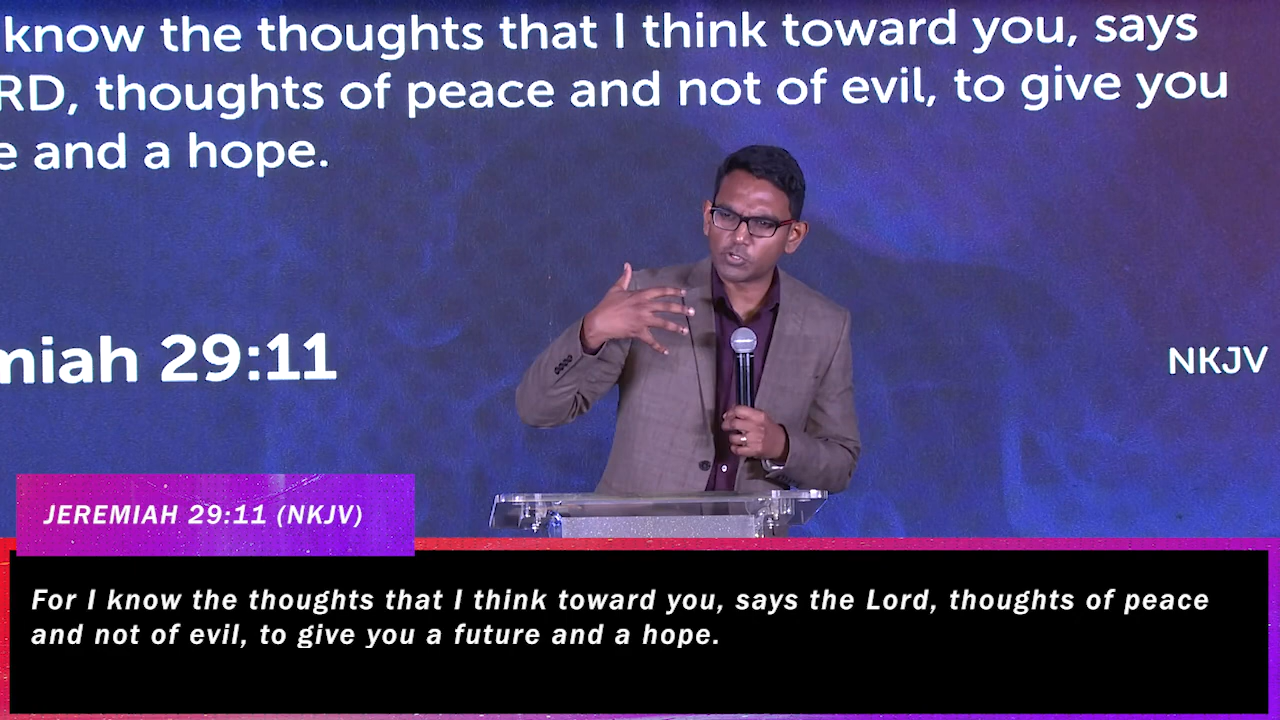 know the thoughts that I think toward you, says
RD, thoughts of peace and not of evil, to give you
e and a hope.
miah 29:11
NKJV
JEREMIAH 29:11 (NKJV)
For I know the thoughts that I think toward you, says the Lord, thoughts of peace
and not of evil, to give you a future and a hope.